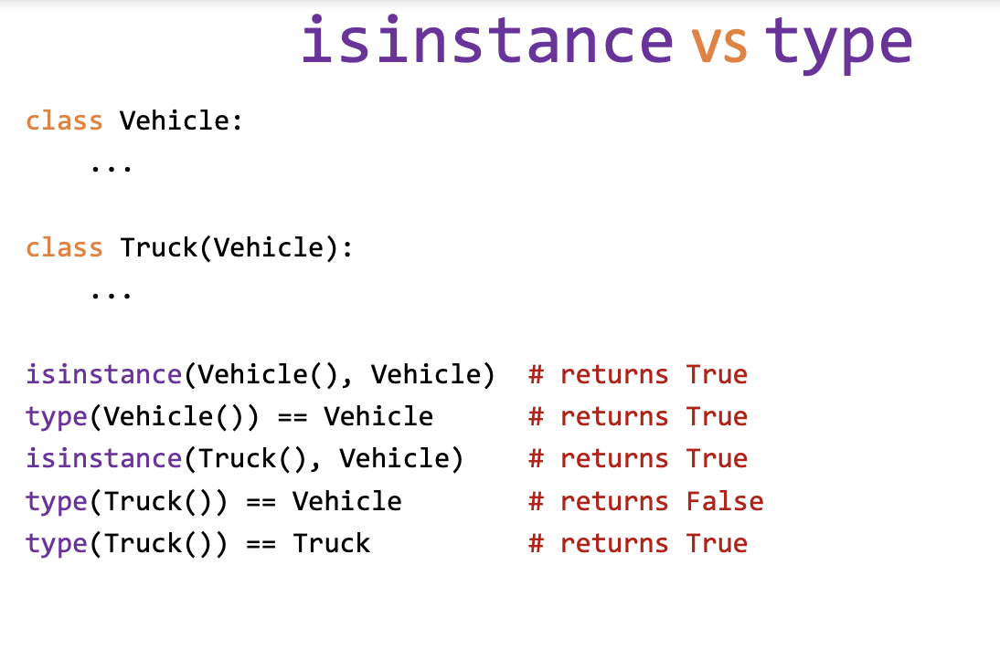 isinstance vs type
class Vehicle:
    ...
class Truck(Vehicle):
    ...
isinstance(Vehicle(), Vehicle)  # returns True
type(Vehicle()) == Vehicle      # returns True
isinstance(Truck(), Vehicle)    # returns True
type(Truck()) == Vehicle        # returns False
type(Truck()) == Truck          # returns True